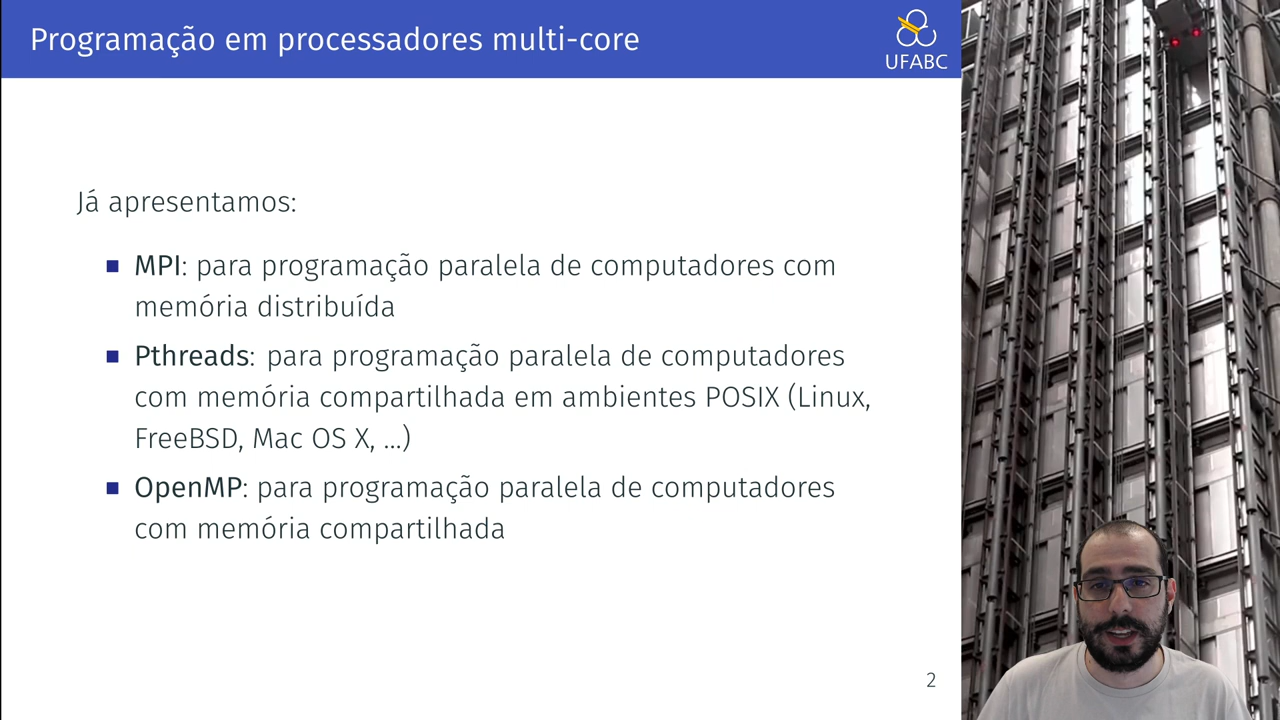 Programação em processadores multi-core
UFABC
Já apresentamos:
MPI: para programação paralela de computadores com
memória distribuída
Pthreads: para programação paralela de computadores
com memória compartilhada em ambientes POSIX (Linux,
FreeBSD, Mac OS X, ...)
OpenMP: para programação paralela de computadores
com memória compartilhada
2